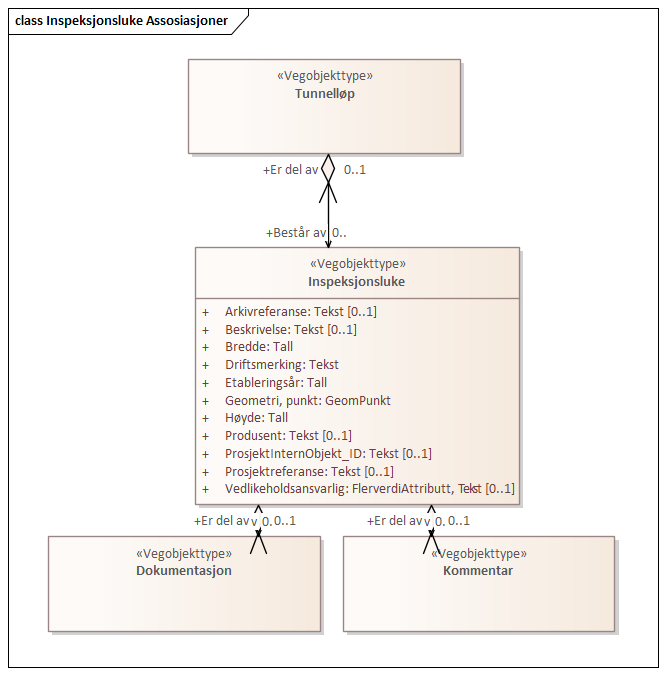 class Inspeksjonsluke Assosiasjoner
«Vegobjekttype»
Tunnelløp
+Er del av 0..1
+Består av 0..
«Vegobjekttype»
Inspeksjonsluke
+ Arkivreferanse: Tekst [0..1]
+ Beskrivelse: Tekst [0..1]
+ Bredde: Tall
+ Driftsmerking: Tekst
+ Etableringsår: Tall
+ Geometri, punkt: GeomPunkt
+ Høyde: Tall
+ Produsent: Tekst [0..1]
+ ProsjektInternObjekt_ID: Tekst [0..1]
+ Prosjektreferanse: Tekst [0..1]
+ Vedlikeholdsansvarlig: FlerverdiAttributt, Tekst [0..1]
+Er del av v 0. 0..1 +Er del av v 0. 0..1
«Vegobjekttype» «Vegobjekttype»
Dokumentasjon Kommentar